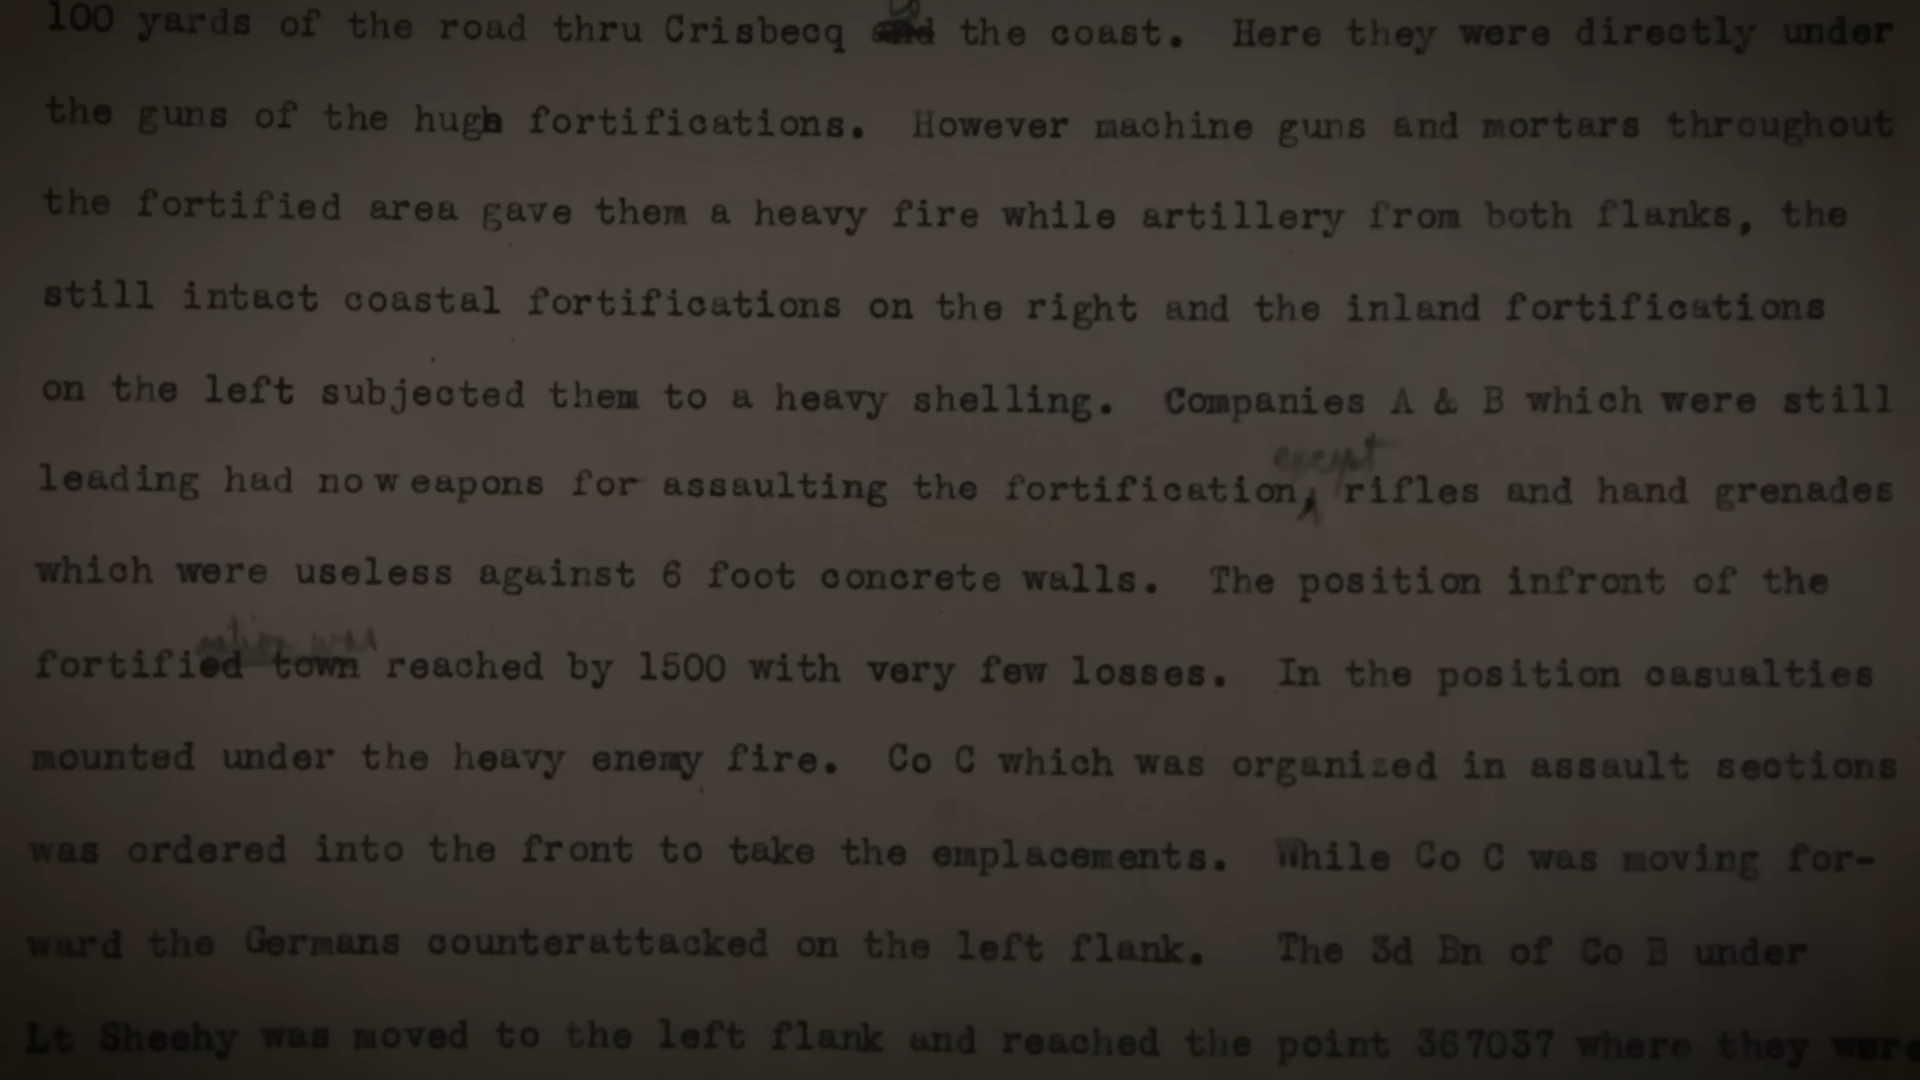 100 yards of the road thru Crisbecq and the coast. Here they were directly under
the guns of the huge fortifications. However machine guns and mortars throughout
the fortified area gave them a heavy fire while artillery from both flanks, the
still intact coastal fortifications on the right and the inland fortifications
on the left subjected them to a heavy shelling. Companies A & B which were still
except
leading had no weapons for assaulting the fortification, rifles and hand grenades
which were useless against 6 foot concrete walls. The position infront of the
fortified town reached by 1500 with very few losses. In the position casualties
mounted under the heavy enemy fire. Co C which was organized in assault sections
was ordered into the front to take the emplacements. While Co C was moving for-
ward the Germans counterattacked on the left flank. The 3d Bn of Co B under
Lt Sheehy was moved to the left flank and reached the point 367037 where they were